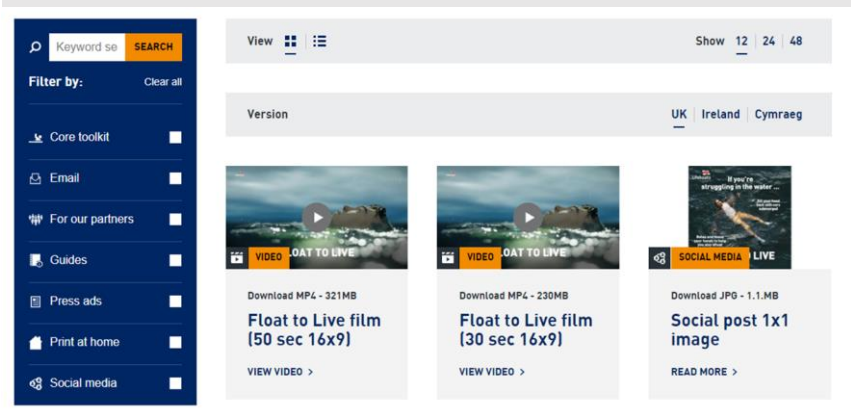 Keyword se
SEARCH
Filter by:
Clear all
Core toolkit
Email
For our partners
Guides
Press ads
Print at home
Social media
View
Show 12 24 48
Version
UK Ireland Cymraeg
VIDEO
OAT TO LIVE
Download MP4 - 321MB
Float to Live film
(50 sec 16x9)
VIEW VIDEO >
VIDEO
OAT TO LIVE
Download MP4 - 230MB
Float to Live film
(30 sec 16x9)
VIEW VIDEO >
If you're
struggling in the water ...
SOCIAL MEDIA
LIVE
Download JPG - 1.1.MB
Social post 1x1
image
READ MORE >